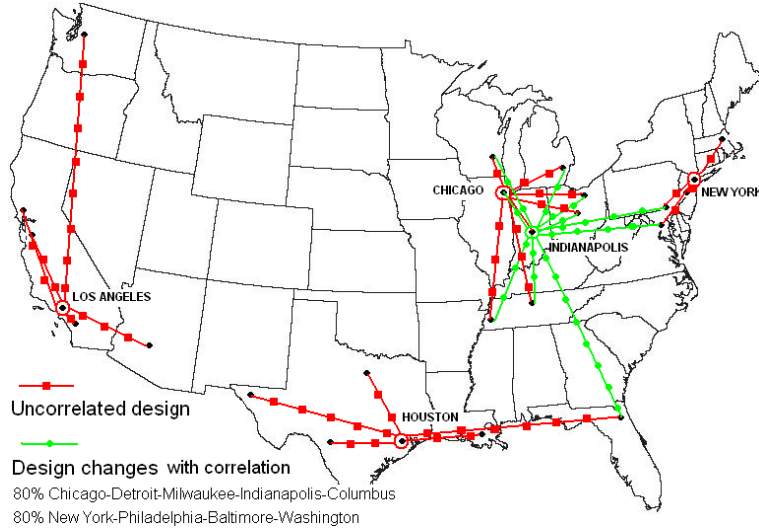 CHICAGO
NEW YORK
INDIANAPOLIS
LOS ANGELES
HOUSTON
Uncorrelated design
Design changes with correlation
80% Chicago-Detroit-Milwaukee-Indianapolis-Columbus
80% New York-Philadelphia-Baltimore-Washington